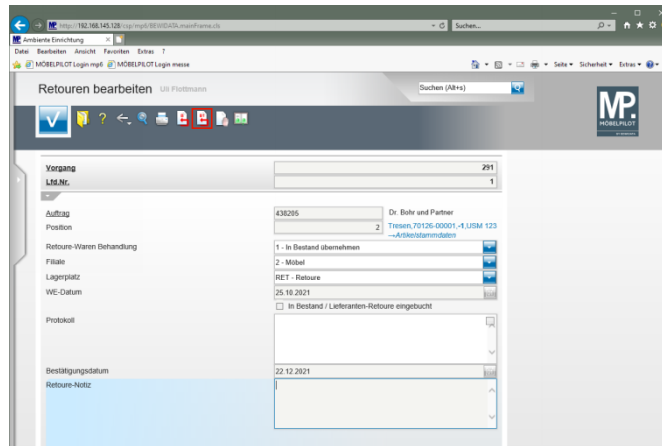 http://192.168.145.128/csp/mp6/BEWIDATA.mainFrame.cls
Suchen...
Ambiente Einrichtung
Datei Bearbeiten Ansicht Favoriten Extras ?
MÖBELPILOT Login mp6 MÖBELPILOT Login messe
Seite Sicherheit Extras
Retouren bearbeiten Uli Flottmann
Suchen (Alt+s)
MP.
MÖBELPILOT
Vorgang 291
Lfd.Nr. 1
Auftrag 438205 Dr. Bohr und Partner
Position 2 Tresen,70126-00001,-1,USM 123
→Artikelstammdaten
Retoure-Waren Behandlung 1 - In Bestand übernehmen
Filiale 2 - Möbel
Lagerplatz RET - Retoure
WE-Datum 25.10.2021
In Bestand / Lieferanten-Retoure eingebucht
Protokoll
Bestätigungsdatum 22.12.2021
Retoure-Notiz